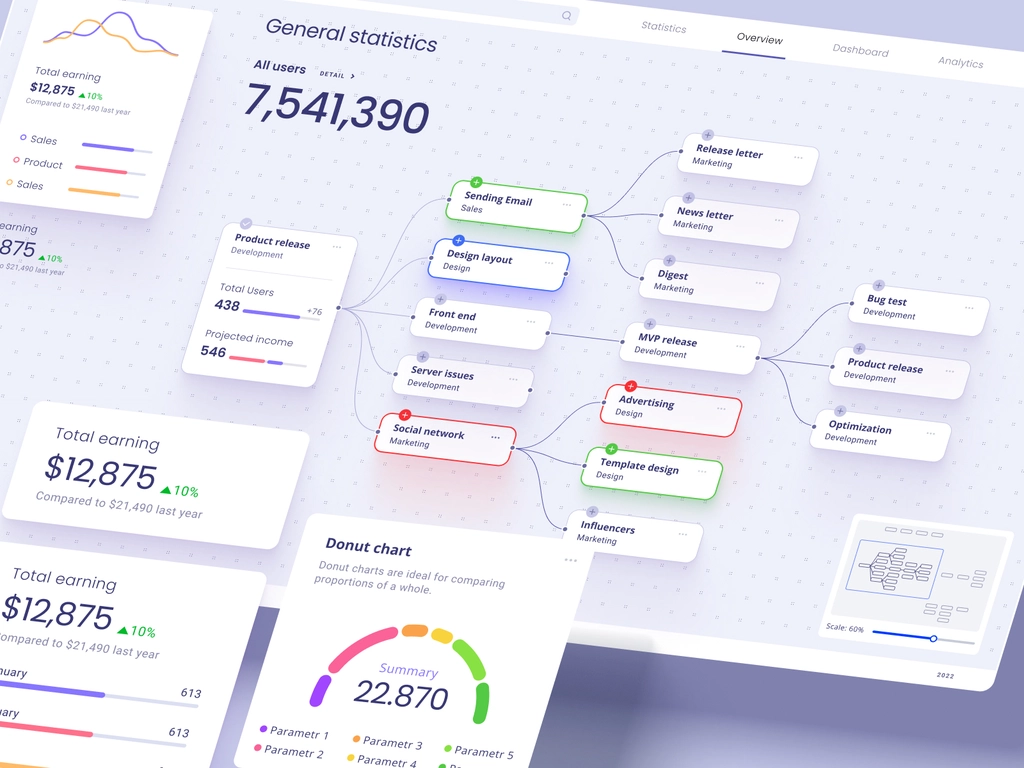 Statistics
Overview
Dashboard
Analytics
General statistics
All users
DETAIL >
7,541,390
Total earning
$12,875 ▲10%
Compared to $21,490 last year
Sales
Product
Sales
earning
875 ▲10%
to $21,490 last year
Product release
Development
Total Users
438
+76
Projected income
546
Sending Email
Sales
Design layout
Design
Front end
Development
Server issues
Development
Social network
Marketing
Release letter
Marketing
News letter
Marketing
Digest
Marketing
MVP release
Development
Advertising
Design
Template design
Design
Influencers
Marketing
Bug test
Development
Product release
Development
Optimization
Development
Total earning
$12,875 ▲10%
Compared to $21,490 last year
Total earning
$12,875 ▲10%
Compared to $21,490 last year
nuary
613
ary
613
Donut chart
Donut charts are ideal for comparing
proportions of a whole.
Summary
22.870
Parametr 1
Parametr 3
Parametr 5
Parametr 2
Parametr 4
Scale: 60%
2022